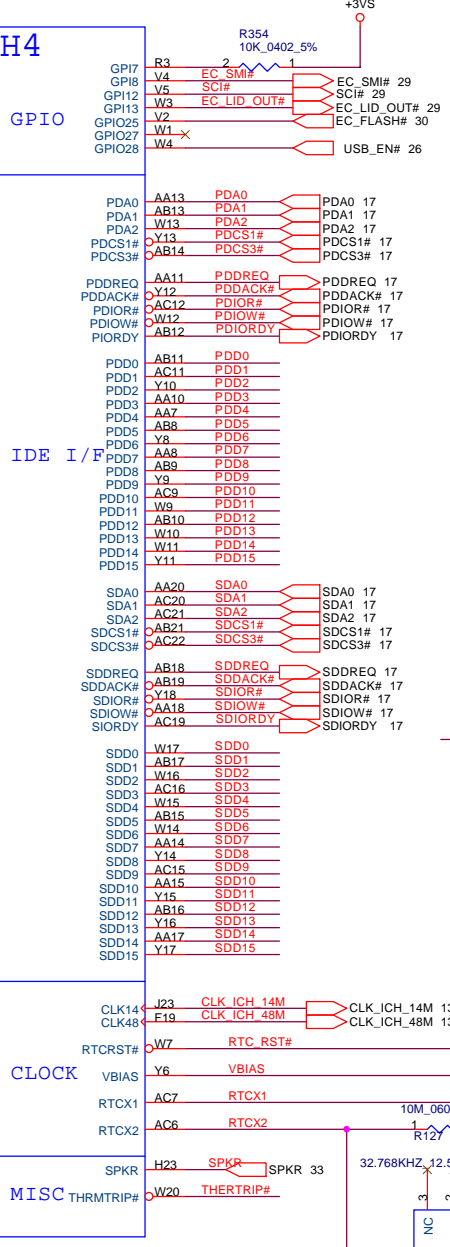 +3VS
H4
R354
10K_0402_5%
GPI7 R3 2 1
GPI8 V4 EC_SMI# EC_SMI# 29
GPI12 V5 SCI# SCI# 29
GPI13 W3 EC_LID_OUT# EC_LID_OUT# 29
GPIO
GPIO25 V2 EC_FLASH# 30
GPIO27 W1
GPIO28 W4 USB_EN# 26
PDA0 AA13 PDA0 PDA0 17
PDA1 AB13 PDA1 PDA1 17
PDA2 W13 PDA2 PDA2 17
PDCS1# Y13 PDCS1# PDCS1# 17
PDCS3# AB14 PDCS3# PDCS3# 17
PDDREQ AA11 PDDREQ PDDREQ 17
PDDACK# Y12 PDDACK# PDDACK# 17
PDIOR# AC12 PDIOR# PDIOR# 17
PDIOW# W12 PDIOW# PDIOW# 17
PIORDY AB12 PDIORDY PDIORDY 17
PDD0 AB11 PDD0
PDD1 AC11 PDD1
PDD2 Y10 PDD2
PDD3 AA10 PDD3
PDD4 AA7 PDD4
PDD5 AB8 PDD5
PDD6 Y8 PDD6
IDE I/F
PDD7 AA8 PDD7
PDD8 AB9 PDD8
PDD9 Y9 PDD9
PDD10 AC9 PDD10
PDD11 W9 PDD11
PDD12 AB10 PDD12
PDD13 W10 PDD13
PDD14 W11 PDD14
PDD15 Y11 PDD15
SDA0 AA20 SDA0 SDA0 17
SDA1 AC20 SDA1 SDA1 17
SDA2 AC21 SDA2 SDA2 17
SDCS1# AB21 SDCS1# SDCS1# 17
SDCS3# AC22 SDCS3# SDCS3# 17
SDDREQ AB18 SDDREQ SDDREQ 17
SDDACK# AB19 SDDACK# SDDACK# 17
SDIOR# Y18 SDIOR# SDIOR# 17
SDIOW# AA18 SDIOW# SDIOW# 17
SIORDY AC19 SDIORDY SDIORDY 17
SDD0 W17 SDD0
SDD1 AB17 SDD1
SDD2 W16 SDD2
SDD3 AC16 SDD3
SDD4 W15 SDD4
SDD5 AB15 SDD5
SDD6 W14 SDD6
SDD7 AA14 SDD7
SDD8 Y14 SDD8
SDD9 AC15 SDD9
SDD10 AA15 SDD10
SDD11 Y15 SDD11
SDD12 AB16 SDD12
SDD13 Y16 SDD13
SDD14 AA17 SDD14
SDD15 Y17 SDD15
CLK14 J23 CLK_ICH_14M CLK_ICH_14M 13
CLK48 F19 CLK_ICH_48M CLK_ICH_48M 13
RTCRST# W7 RTC_RST#
CLOCK
VBIAS Y6 VBIAS
RTCX1 AC7 RTCX1
10M_060
RTCX2 AC6 RTCX2 1
R127
SPKR H23 SPKR SPKR 33
32.768KHZ_12.5
MISC
THRMTRIP# W20 THERTRIP#
3
NC